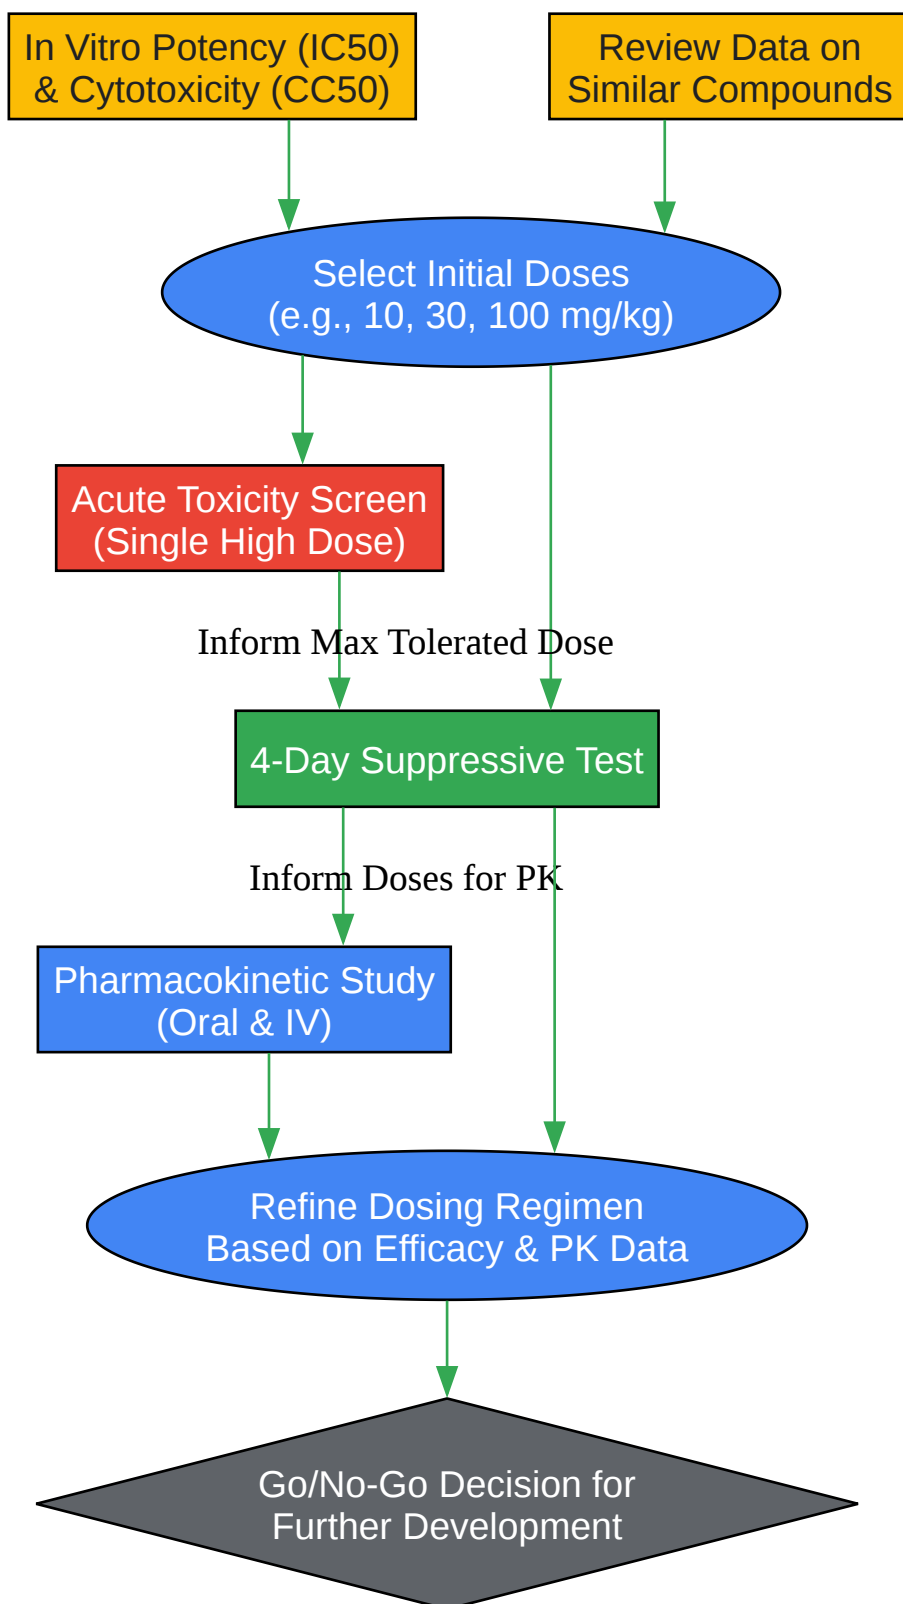 In Vitro Potency (IC50)
& Cytotoxicity (CC50)
Review Data on
Similar Compounds
Select Initial Doses
(e.g., 10, 30, 100 mg/kg)
Acute Toxicity Screen
(Single High Dose)
Inform Max Tolerated Dose
4-Day Suppressive Test
Inform Doses for PK
Pharmacokinetic Study
(Oral & IV)
Refine Dosing Regimen
Based on Efficacy & PK Data
Go/No-Go Decision for
Further Development